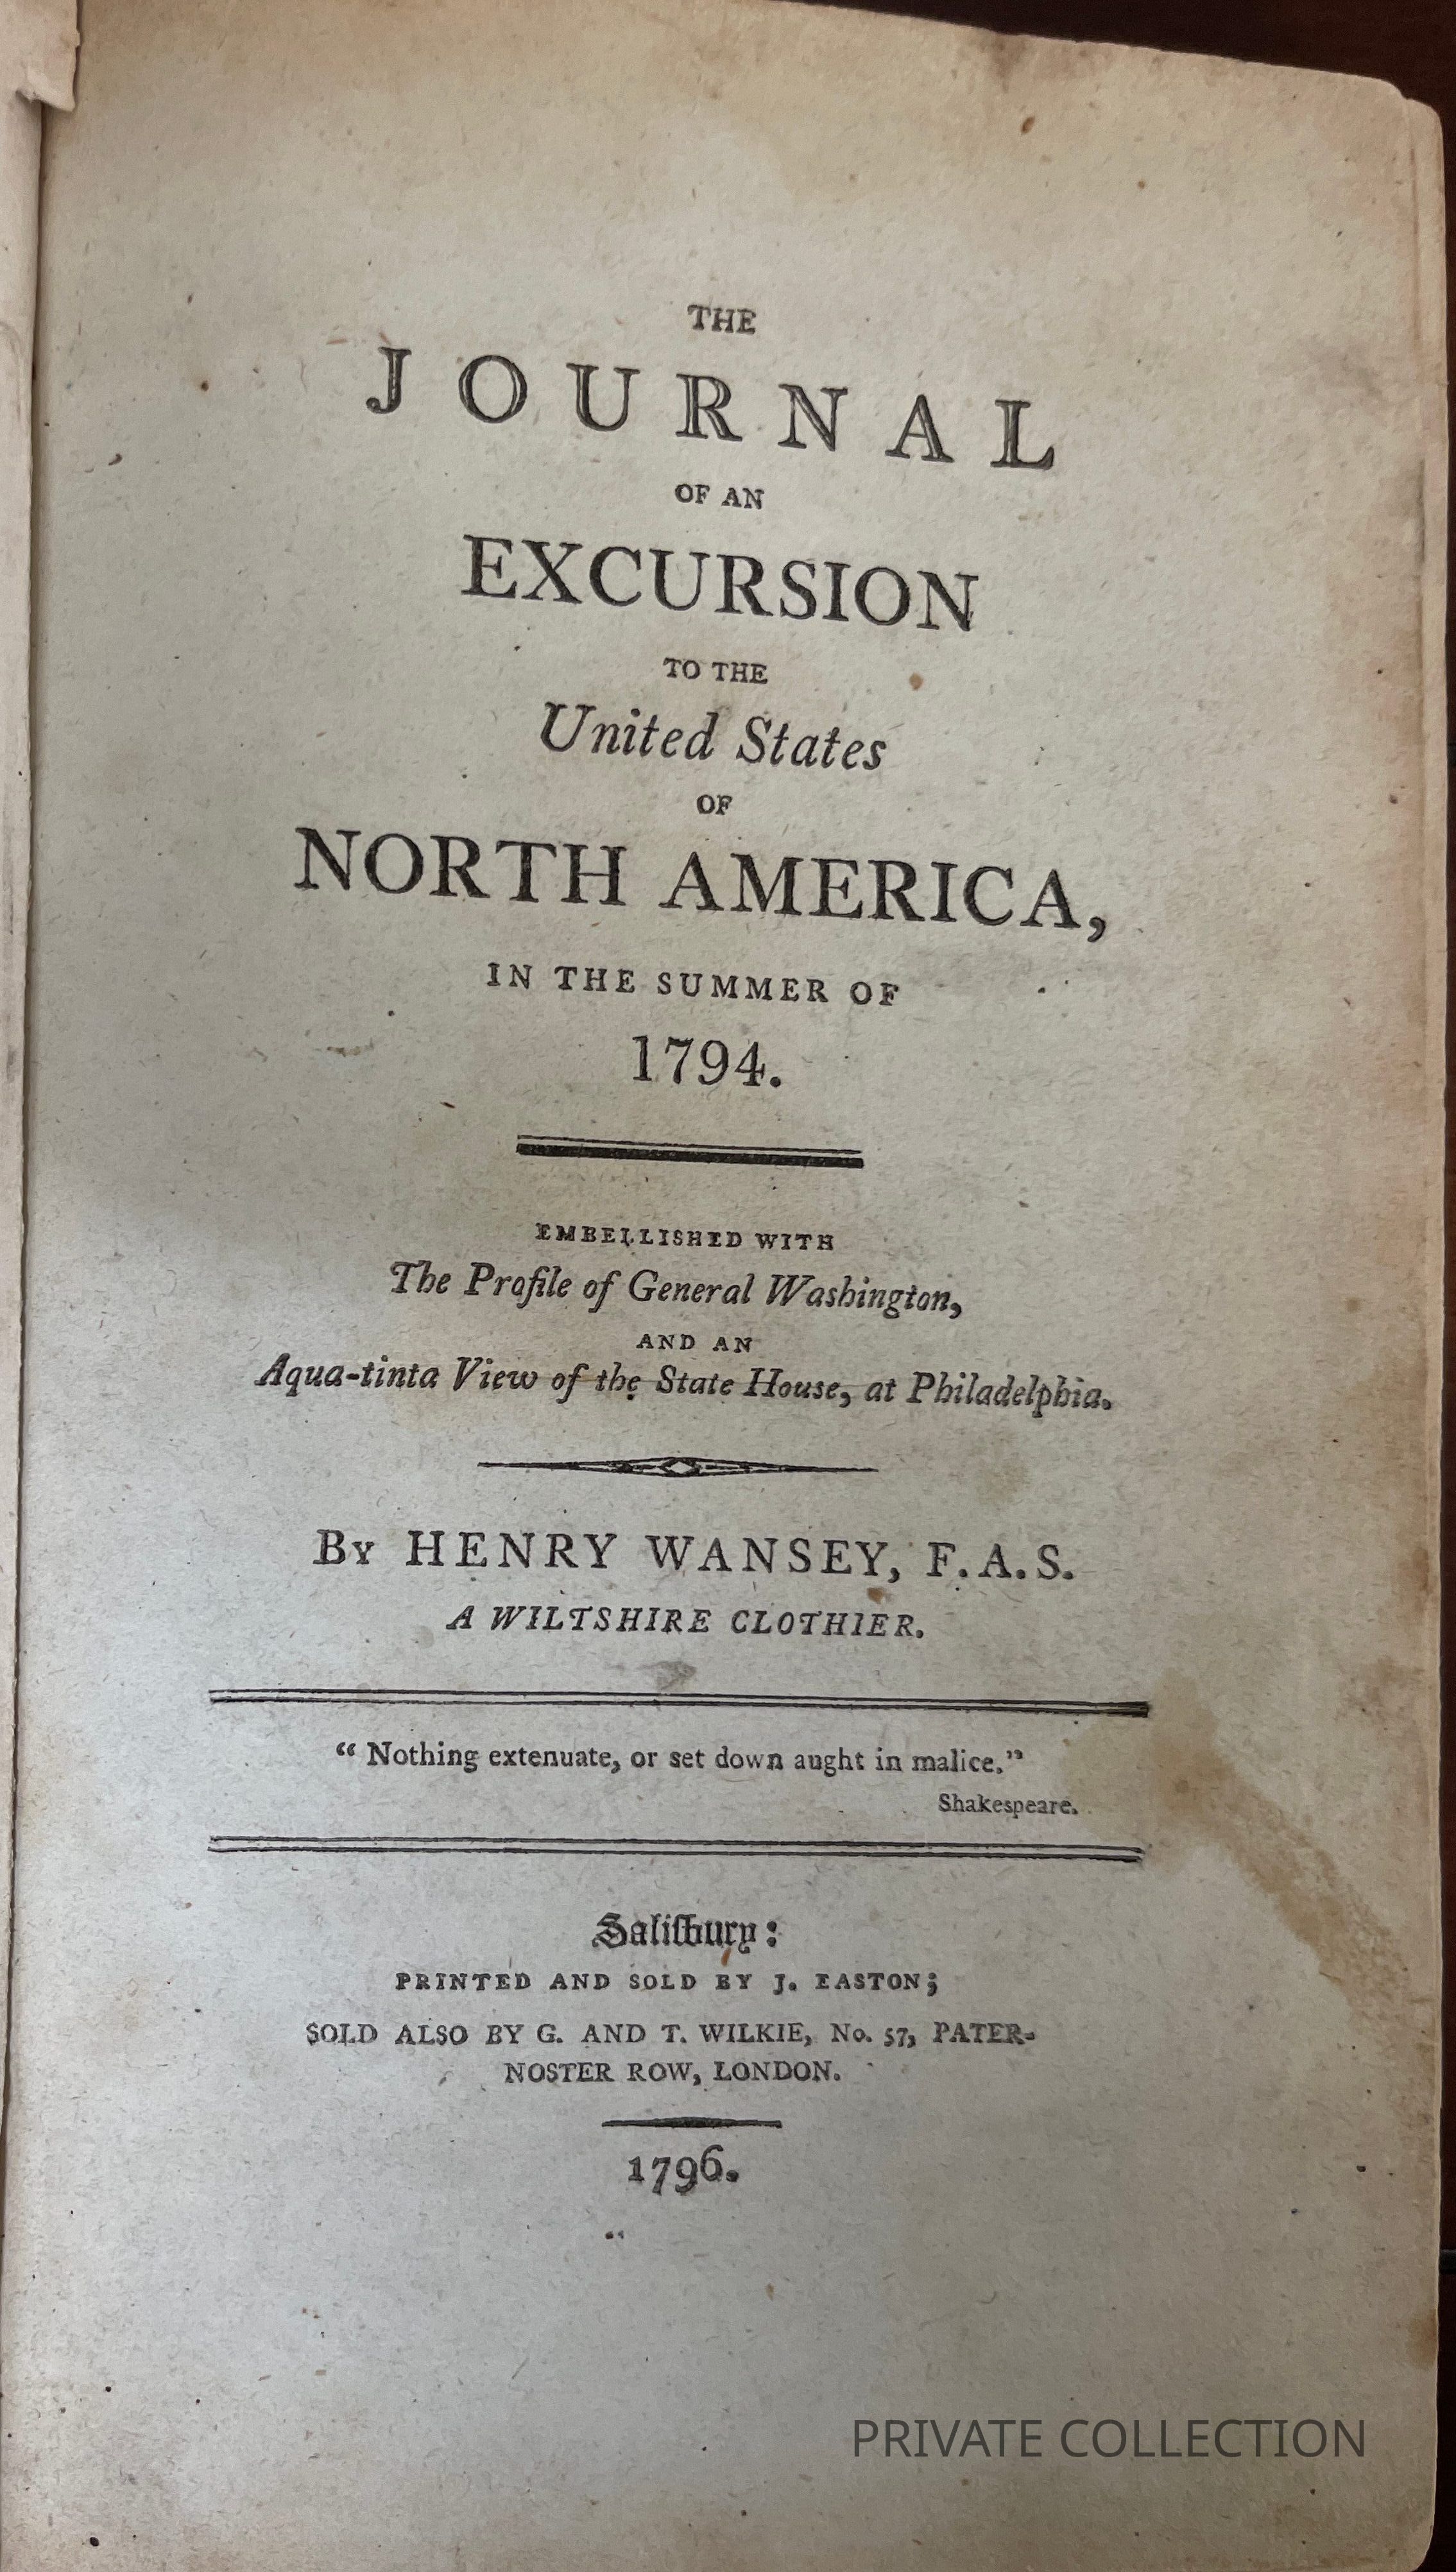 THE
JOURNAL
OF AN
EXCURSION
TO THE
United States
OF
NORTH AMERICA,
IN THE SUMMER OF
1794.
EMBELLISHED WITH
The Profile of General Washington,
AND AN
Aqua-tinta View of the State House, at Philadelphia.
By HENRY WANSEY, F.A.S.
A WILTSHIRE CLOTHIER.
“ Nothing extenuate, or set down aught in malice.”
Shakespeare.
Saliſbury:
PRINTED AND SOLD BY J. EASTON;
SOLD ALSO BY G. AND T. WILKIE, No. 57, PATER-
NOSTER ROW, LONDON.
1796.
PRIVATE COLLECTION